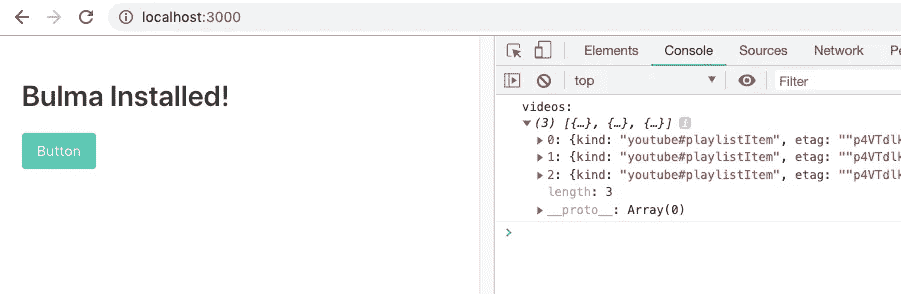 localhost:3000
Elements Console Sources Network
top Filter
Bulma Installed!
Button
videos:
(3) [{…}, {…}, {…}] i
0: {kind: "youtube#playlistItem", etag: ""p4VTdlk
1: {kind: "youtube#playlistItem", etag: ""p4VTdlk
2: {kind: "youtube#playlistItem", etag: ""p4VTdlk
length: 3
__proto__: Array(0)